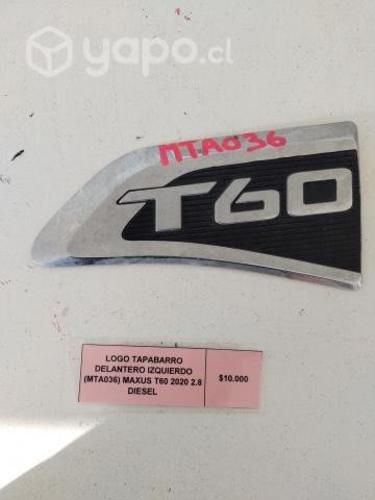 yapo.cl
MTA036
T60
LOGO TAPABARRO
DELANTERO IZQUIERDO
(MTA036) MAXUS T60 2020 2.8
DIESEL
$10.000